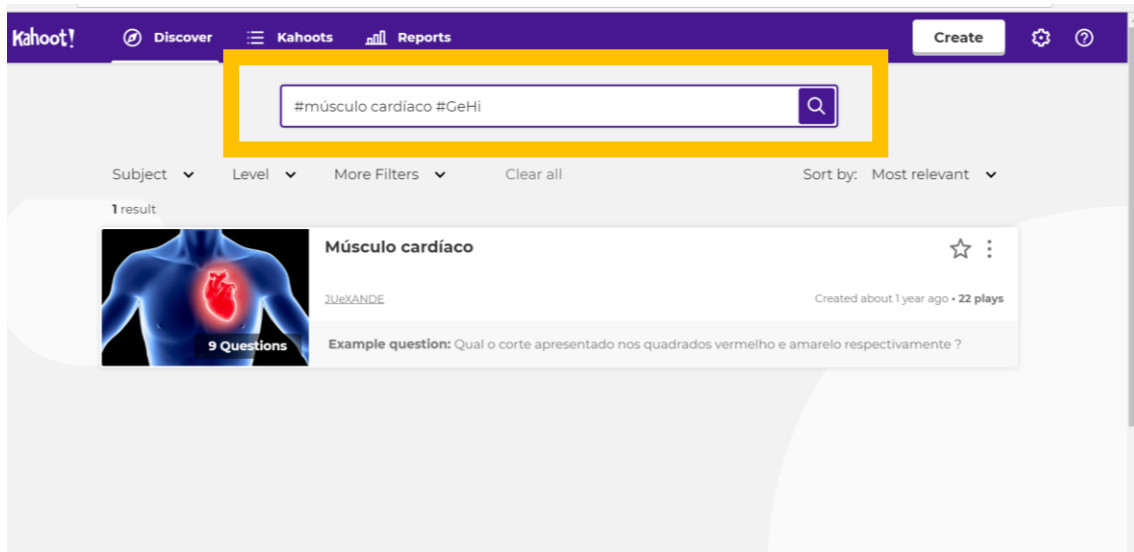 Kahoot! Discover Kahoots Reports Create
#músculo cardíaco #GeHi
Subject Level More Filters Clear all Sort by: Most relevant
1 result
Músculo cardíaco
JUeXANDE Created about 1 year ago • 22 plays
9 Questions
Example question: Qual o corte apresentado nos quadrados vermelho e amarelo respectivamente ?